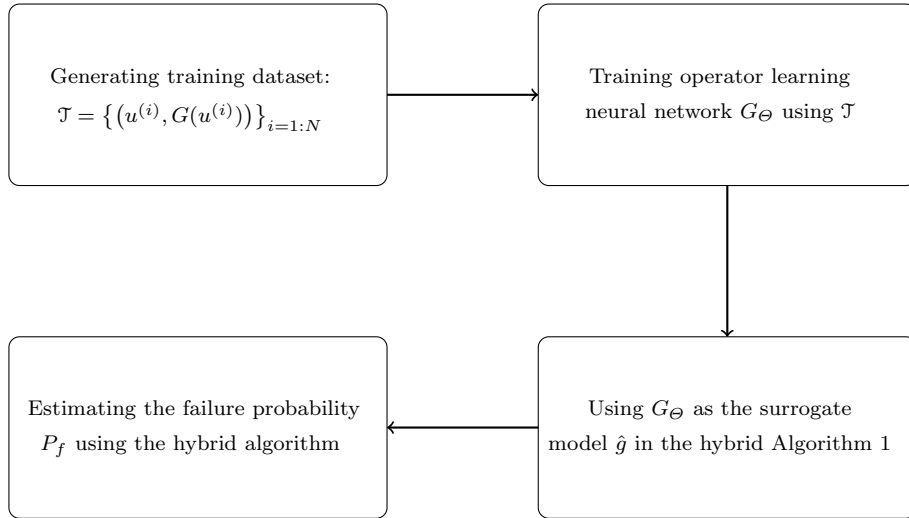 Generating training dataset:
𝒯 = {(u⁽ⁱ⁾, G(u⁽ⁱ⁾))}ᵢ₌₁:N
Training operator learning
neural network G_Θ using 𝒯
Using G_Θ as the surrogate
model ĝ in the hybrid Algorithm 1
Estimating the failure probability
P_f using the hybrid algorithm